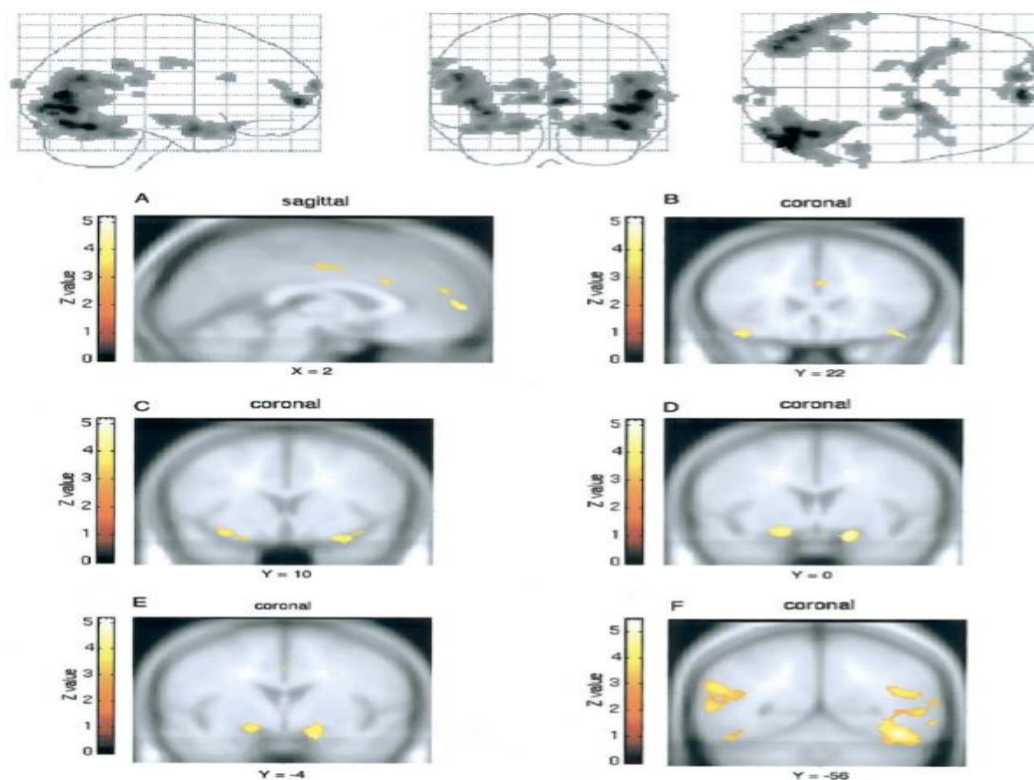 A
sagittal
5
4
3
2
1
0
Z value
X = 2
B
coronal
5
4
3
2
1
0
Z value
Y = 22
C
coronal
5
4
3
2
1
0
Z value
Y = 10
D
coronal
5
4
3
2
1
0
Z value
Y = 0
E
coronal
5
4
3
2
1
0
Z value
Y = -4
F
coronal
5
4
3
2
1
0
Z value
Y = -56